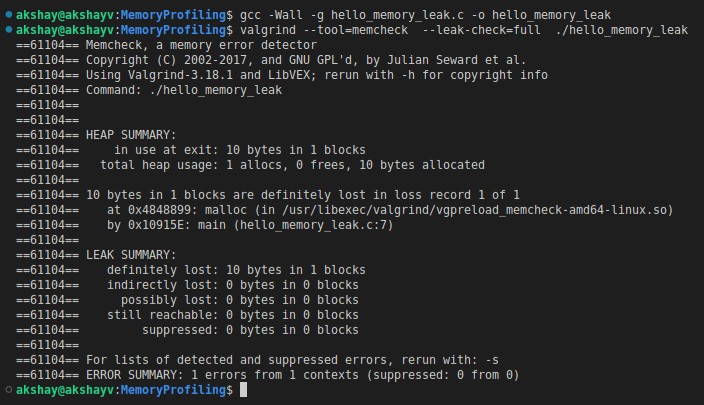 akshay@akshayv:MemoryProfiling$ gcc -Wall -g hello_memory_leak.c -o hello_memory_leak
akshay@akshayv:MemoryProfiling$ valgrind --tool=memcheck  --leak-check=full  ./hello_memory_leak
==61104== Memcheck, a memory error detector
==61104== Copyright (C) 2002-2017, and GNU GPL'd, by Julian Seward et al.
==61104== Using Valgrind-3.18.1 and LibVEX; rerun with -h for copyright info
==61104== Command: ./hello_memory_leak
==61104==
==61104==
==61104== HEAP SUMMARY:
==61104==     in use at exit: 10 bytes in 1 blocks
==61104==   total heap usage: 1 allocs, 0 frees, 10 bytes allocated
==61104==
==61104== 10 bytes in 1 blocks are definitely lost in loss record 1 of 1
==61104==    at 0x4848899: malloc (in /usr/libexec/valgrind/vgpreload_memcheck-amd64-linux.so)
==61104==    by 0x10915E: main (hello_memory_leak.c:7)
==61104==
==61104== LEAK SUMMARY:
==61104==    definitely lost: 10 bytes in 1 blocks
==61104==    indirectly lost: 0 bytes in 0 blocks
==61104==      possibly lost: 0 bytes in 0 blocks
==61104==    still reachable: 0 bytes in 0 blocks
==61104==         suppressed: 0 bytes in 0 blocks
==61104==
==61104== For lists of detected and suppressed errors, rerun with: -s
==61104== ERROR SUMMARY: 1 errors from 1 contexts (suppressed: 0 from 0)
akshay@akshayv:MemoryProfiling$